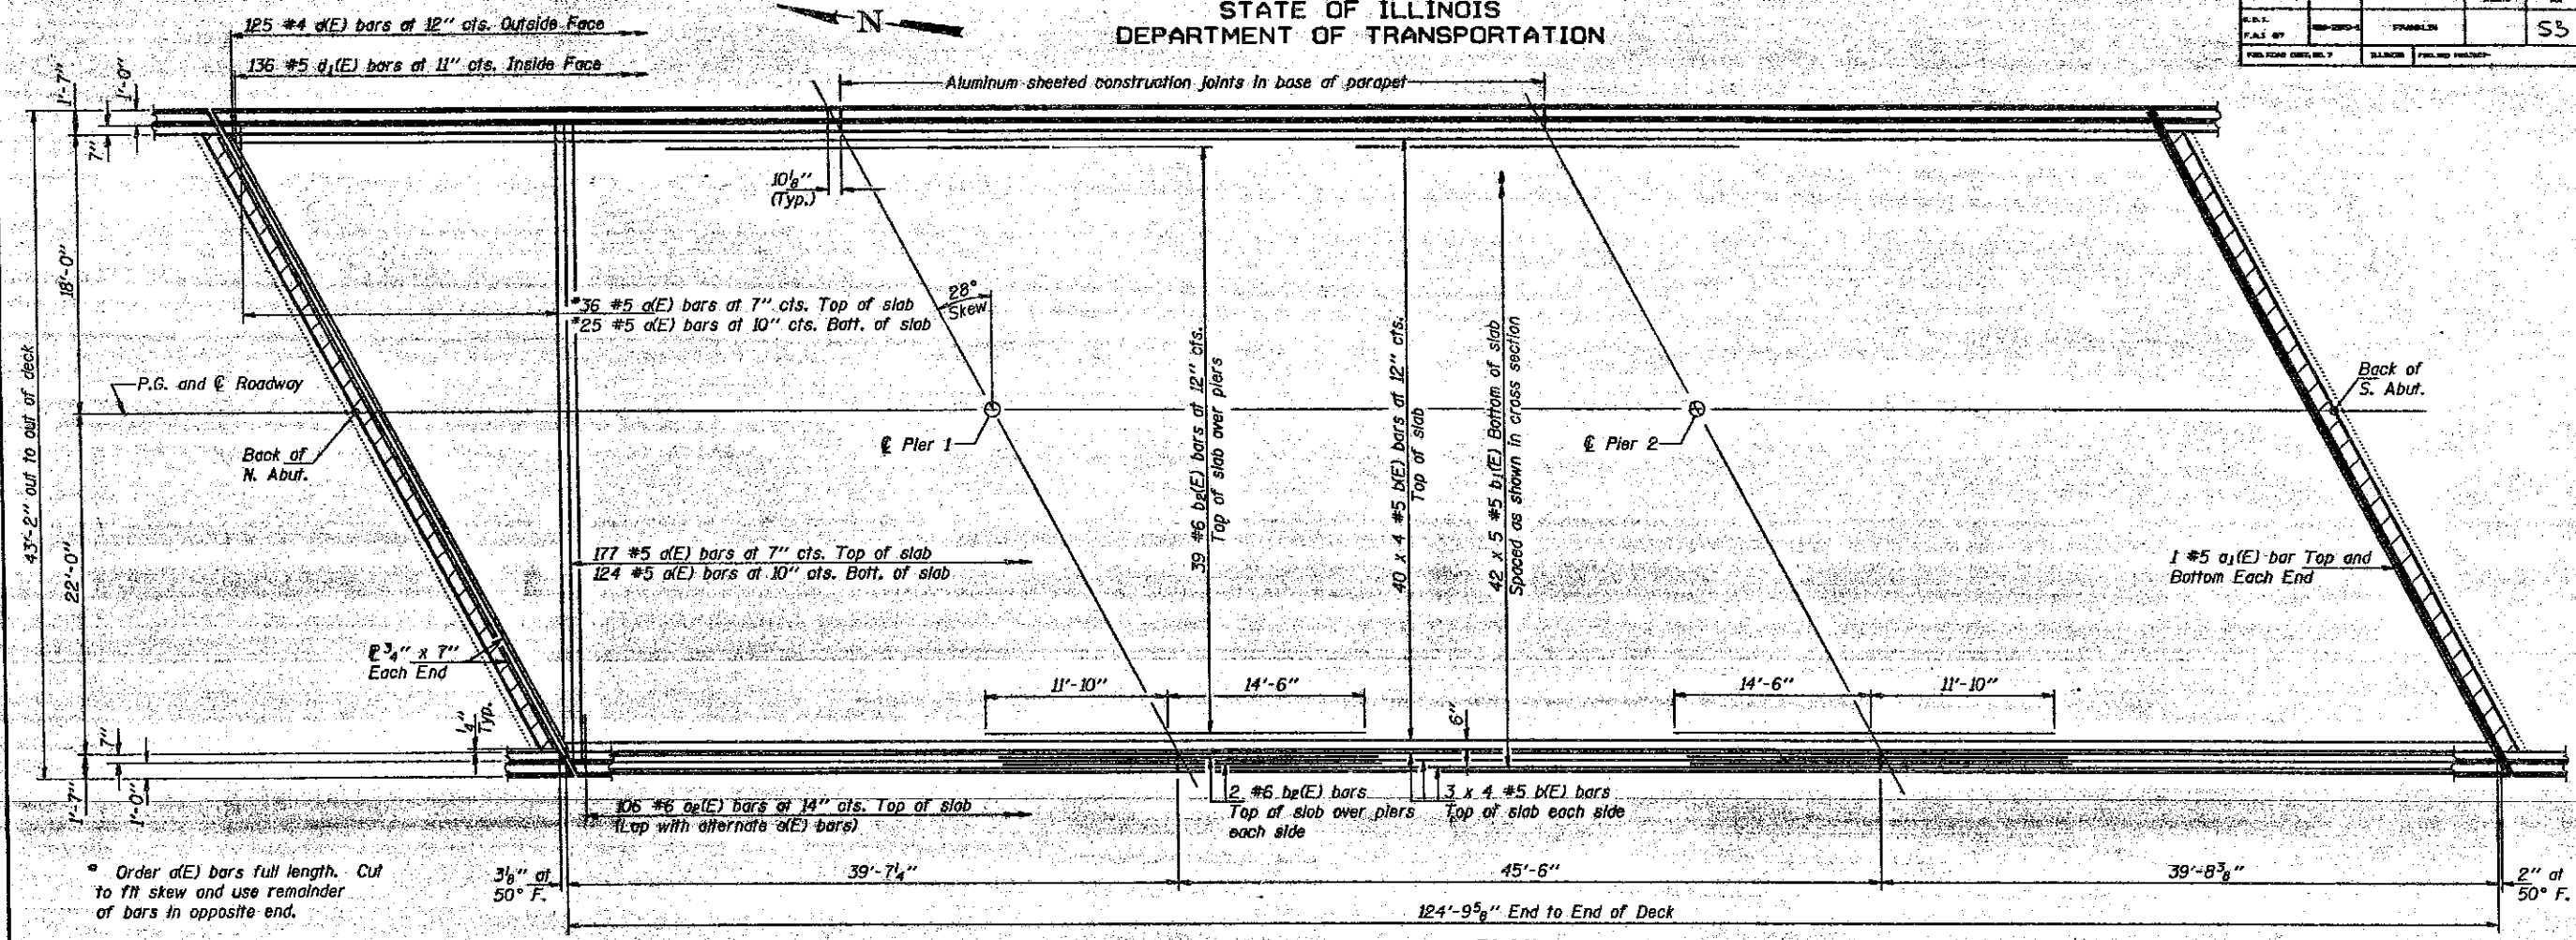 STATE OF ILLINOIS
DEPARTMENT OF TRANSPORTATION
FRANKLIN
S3
ILLINOIS
N
125 #4 d(E) bars at 12" cts. Outside Face
136 #5 d1(E) bars at 11" cts. Inside Face
Aluminum sheeted construction joints in base of parapet
1'-7"
1'-0"
7"
10 1/8"
(Typ.)
18'-0"
43'-2" out to out of deck
22'-0"
*36 #5 a(E) bars at 7" cts. Top of slab
*25 #5 a(E) bars at 10" cts. Bott. of slab
28°
Skew
P.G. and ℄ Roadway
Back of
N. Abut.
℄ Pier 1
℄ Pier 2
39 #6 b2(E) bars at 12" cts.
Top of slab over piers
40 x 4 #5 b(E) bars at 12" cts.
Top of slab
42 x 5 #5 b1(E) Bottom of slab
Spaced as shown in cross section
Back of
S. Abut.
177 #5 a(E) bars at 7" cts. Top of slab
124 #5 a(E) bars at 10" cts. Bott. of slab
1 #5 a1(E) bar Top and
Bottom Each End
℄ 3/4" x 7"
Each End
1/4"
Typ.
11'-10"
14'-6"
14'-6"
11'-10"
6"
7"
1'-7"
1'-0"
106 #6 a2(E) bars at 14" cts. Top of slab
(Lap with alternate a(E) bars)
2 #6 b2(E) bars
Top of slab over piers
each side
3 x 4 #5 b(E) bars
Top of slab each side
* Order a(E) bars full length. Cut
to fit skew and use remainder
of bars in opposite end.
3 1/8" at
50° F.
39'-7 1/4"
45'-6"
39'-8 3/8"
2" at
50° F.
124'-9 5/8" End to End of Deck